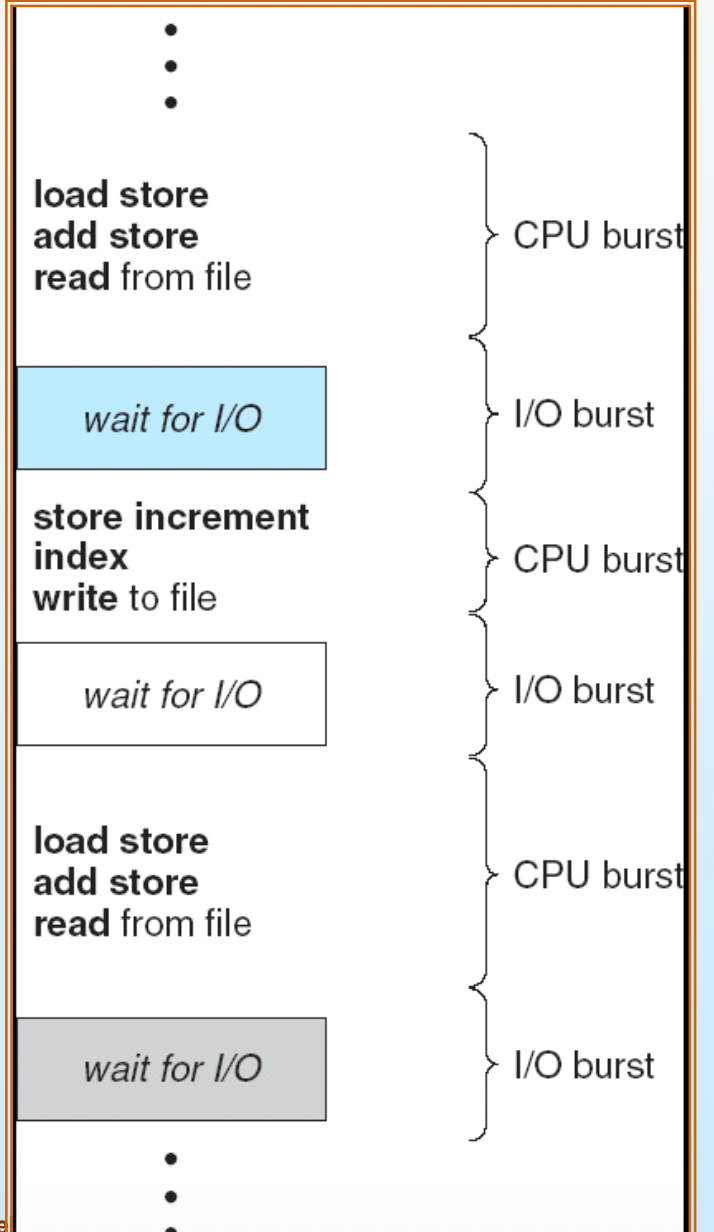 load store
add store
read from file
CPU burst
wait for I/O
I/O burst
store increment
index
write to file
CPU burst
wait for I/O
I/O burst
load store
add store
read from file
CPU burst
wait for I/O
I/O burst